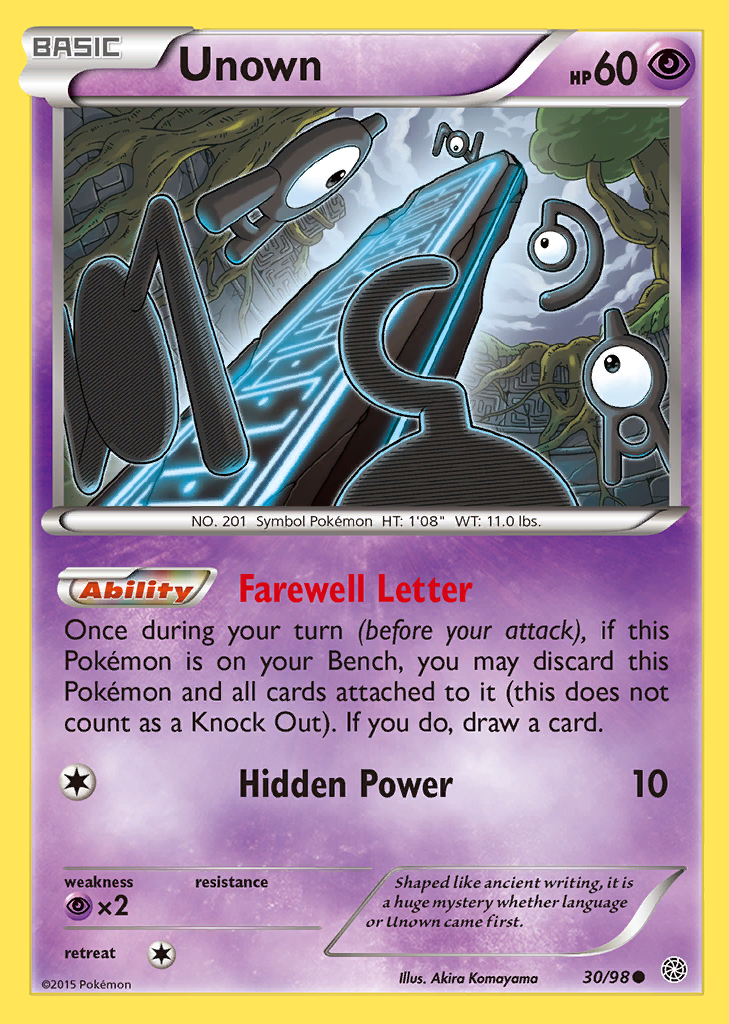 BASIC
Unown
HP60
NO. 201 Symbol Pokémon HT: 1'08" WT: 11.0 lbs.
Ability Farewell Letter
Once during your turn (before your attack), if this
Pokémon is on your Bench, you may discard this
Pokémon and all cards attached to it (this does not
count as a Knock Out). If you do, draw a card.
Hidden Power 10
weakness resistance
×2
retreat
Shaped like ancient writing, it is
a huge mystery whether language
or Unown came first.
©2015 Pokémon
Illus. Akira Komayama
30/98